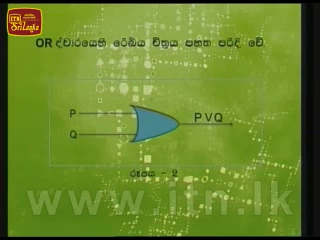 ITN
Sri Lanka
OR ද්වාරයෙහි රේඛීය චිත්‍රය පහත පරිදි වේ.
P
P V Q
Q
රූපය - 2
www.itn.lk